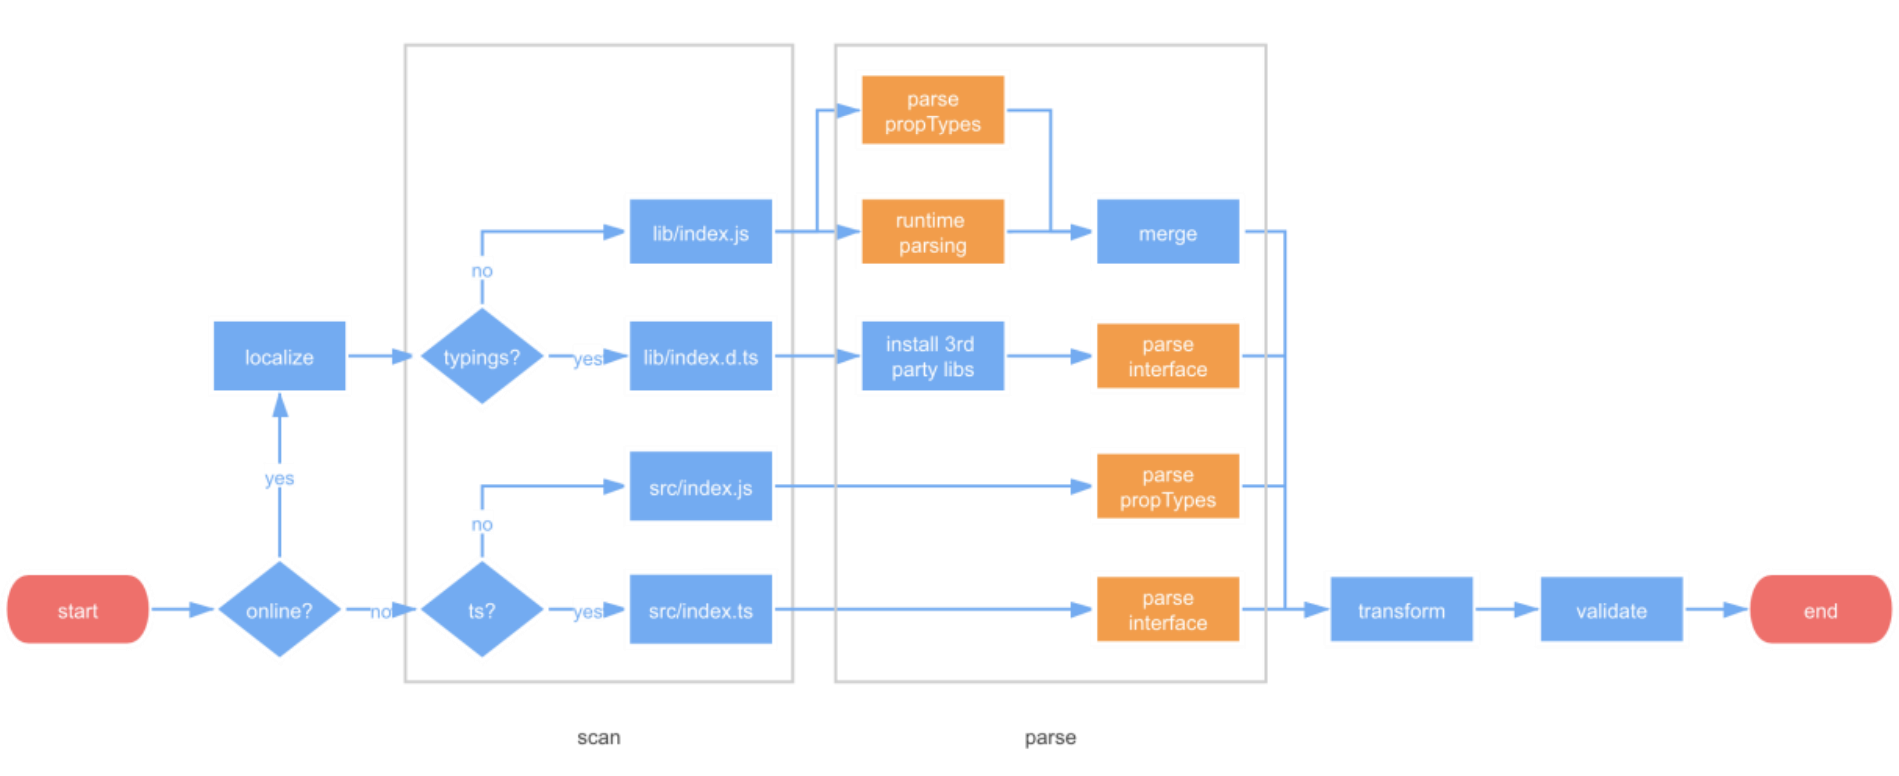 parse
propTypes
no
lib/index.js
runtime
parsing
merge
localize
typings?
yes
lib/index.d.ts
install 3rd
party libs
parse
interface
yes
no
src/index.js
parse
propTypes
start
online?
no
ts?
yes
src/index.ts
parse
interface
transform
validate
end
scan
parse